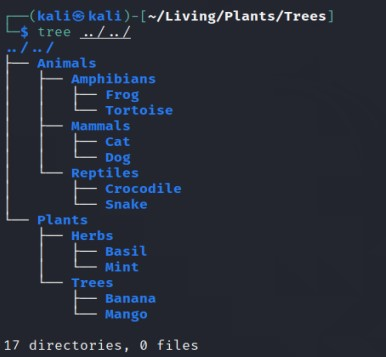 ┌──(kali㉿kali)-[~/Living/Plants/Trees]
└─$ tree ../../
../../
├── Animals
│   ├── Amphibians
│   │   ├── Frog
│   │   └── Tortoise
│   ├── Mammals
│   │   ├── Cat
│   │   └── Dog
│   └── Reptiles
│       ├── Crocodile
│       └── Snake
└── Plants
    ├── Herbs
    │   ├── Basil
    │   └── Mint
    └── Trees
        ├── Banana
        └── Mango
17 directories, 0 files